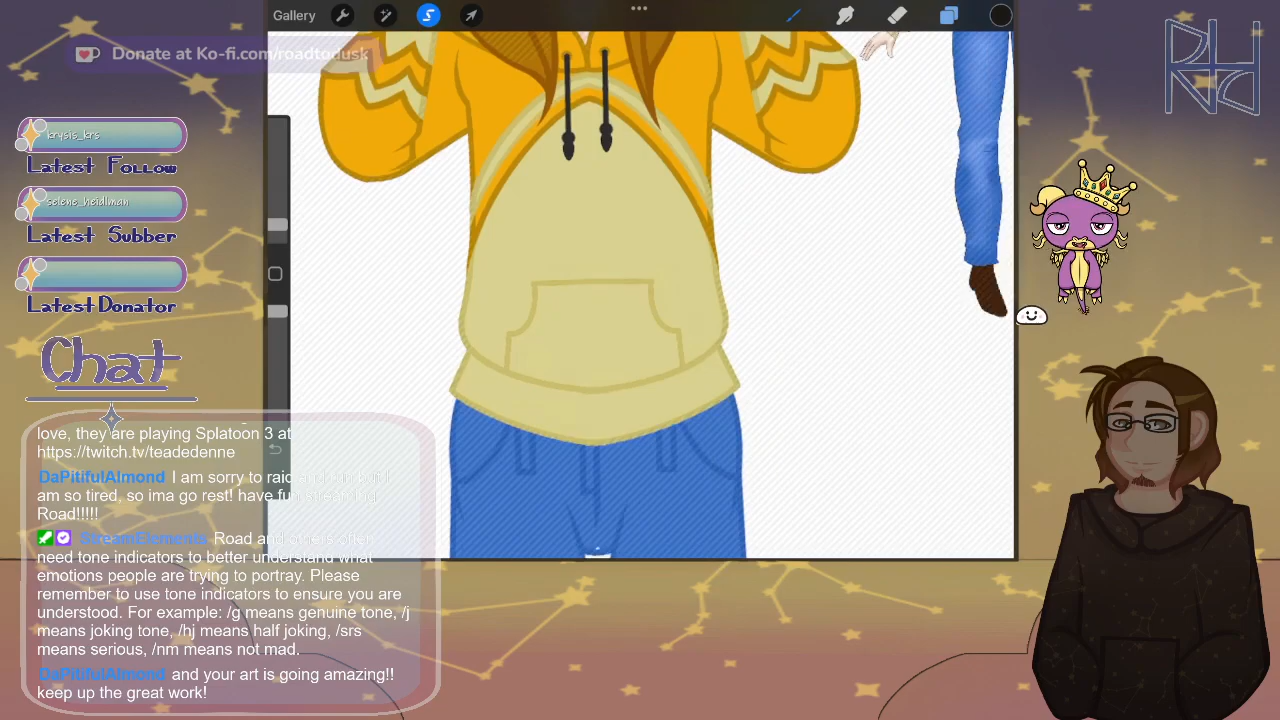 Gallery
Donate at Ko-fi.com/roadtodusk
krysis_krs
Latest Follow
selene_heidlman
Latest Subber
Latest Donator
Chat
love, they are playing Splatoon 3 at
https://twitch.tv/teadedenne
DaPitifulAlmond I am sorry to raid and run but I
am so tired, so ima go rest! have fun streaming
Road!!!!!
StreamElements Road and others often
need tone indicators to better understand what
emotions people are trying to portray. Please
remember to use tone indicators to ensure you are
understood. For example: /g means genuine tone, /j
means joking tone, /hj means half joking, /srs
means serious, /nm means not mad.
DaPitifulAlmond and your art is going amazing!!
keep up the great work!